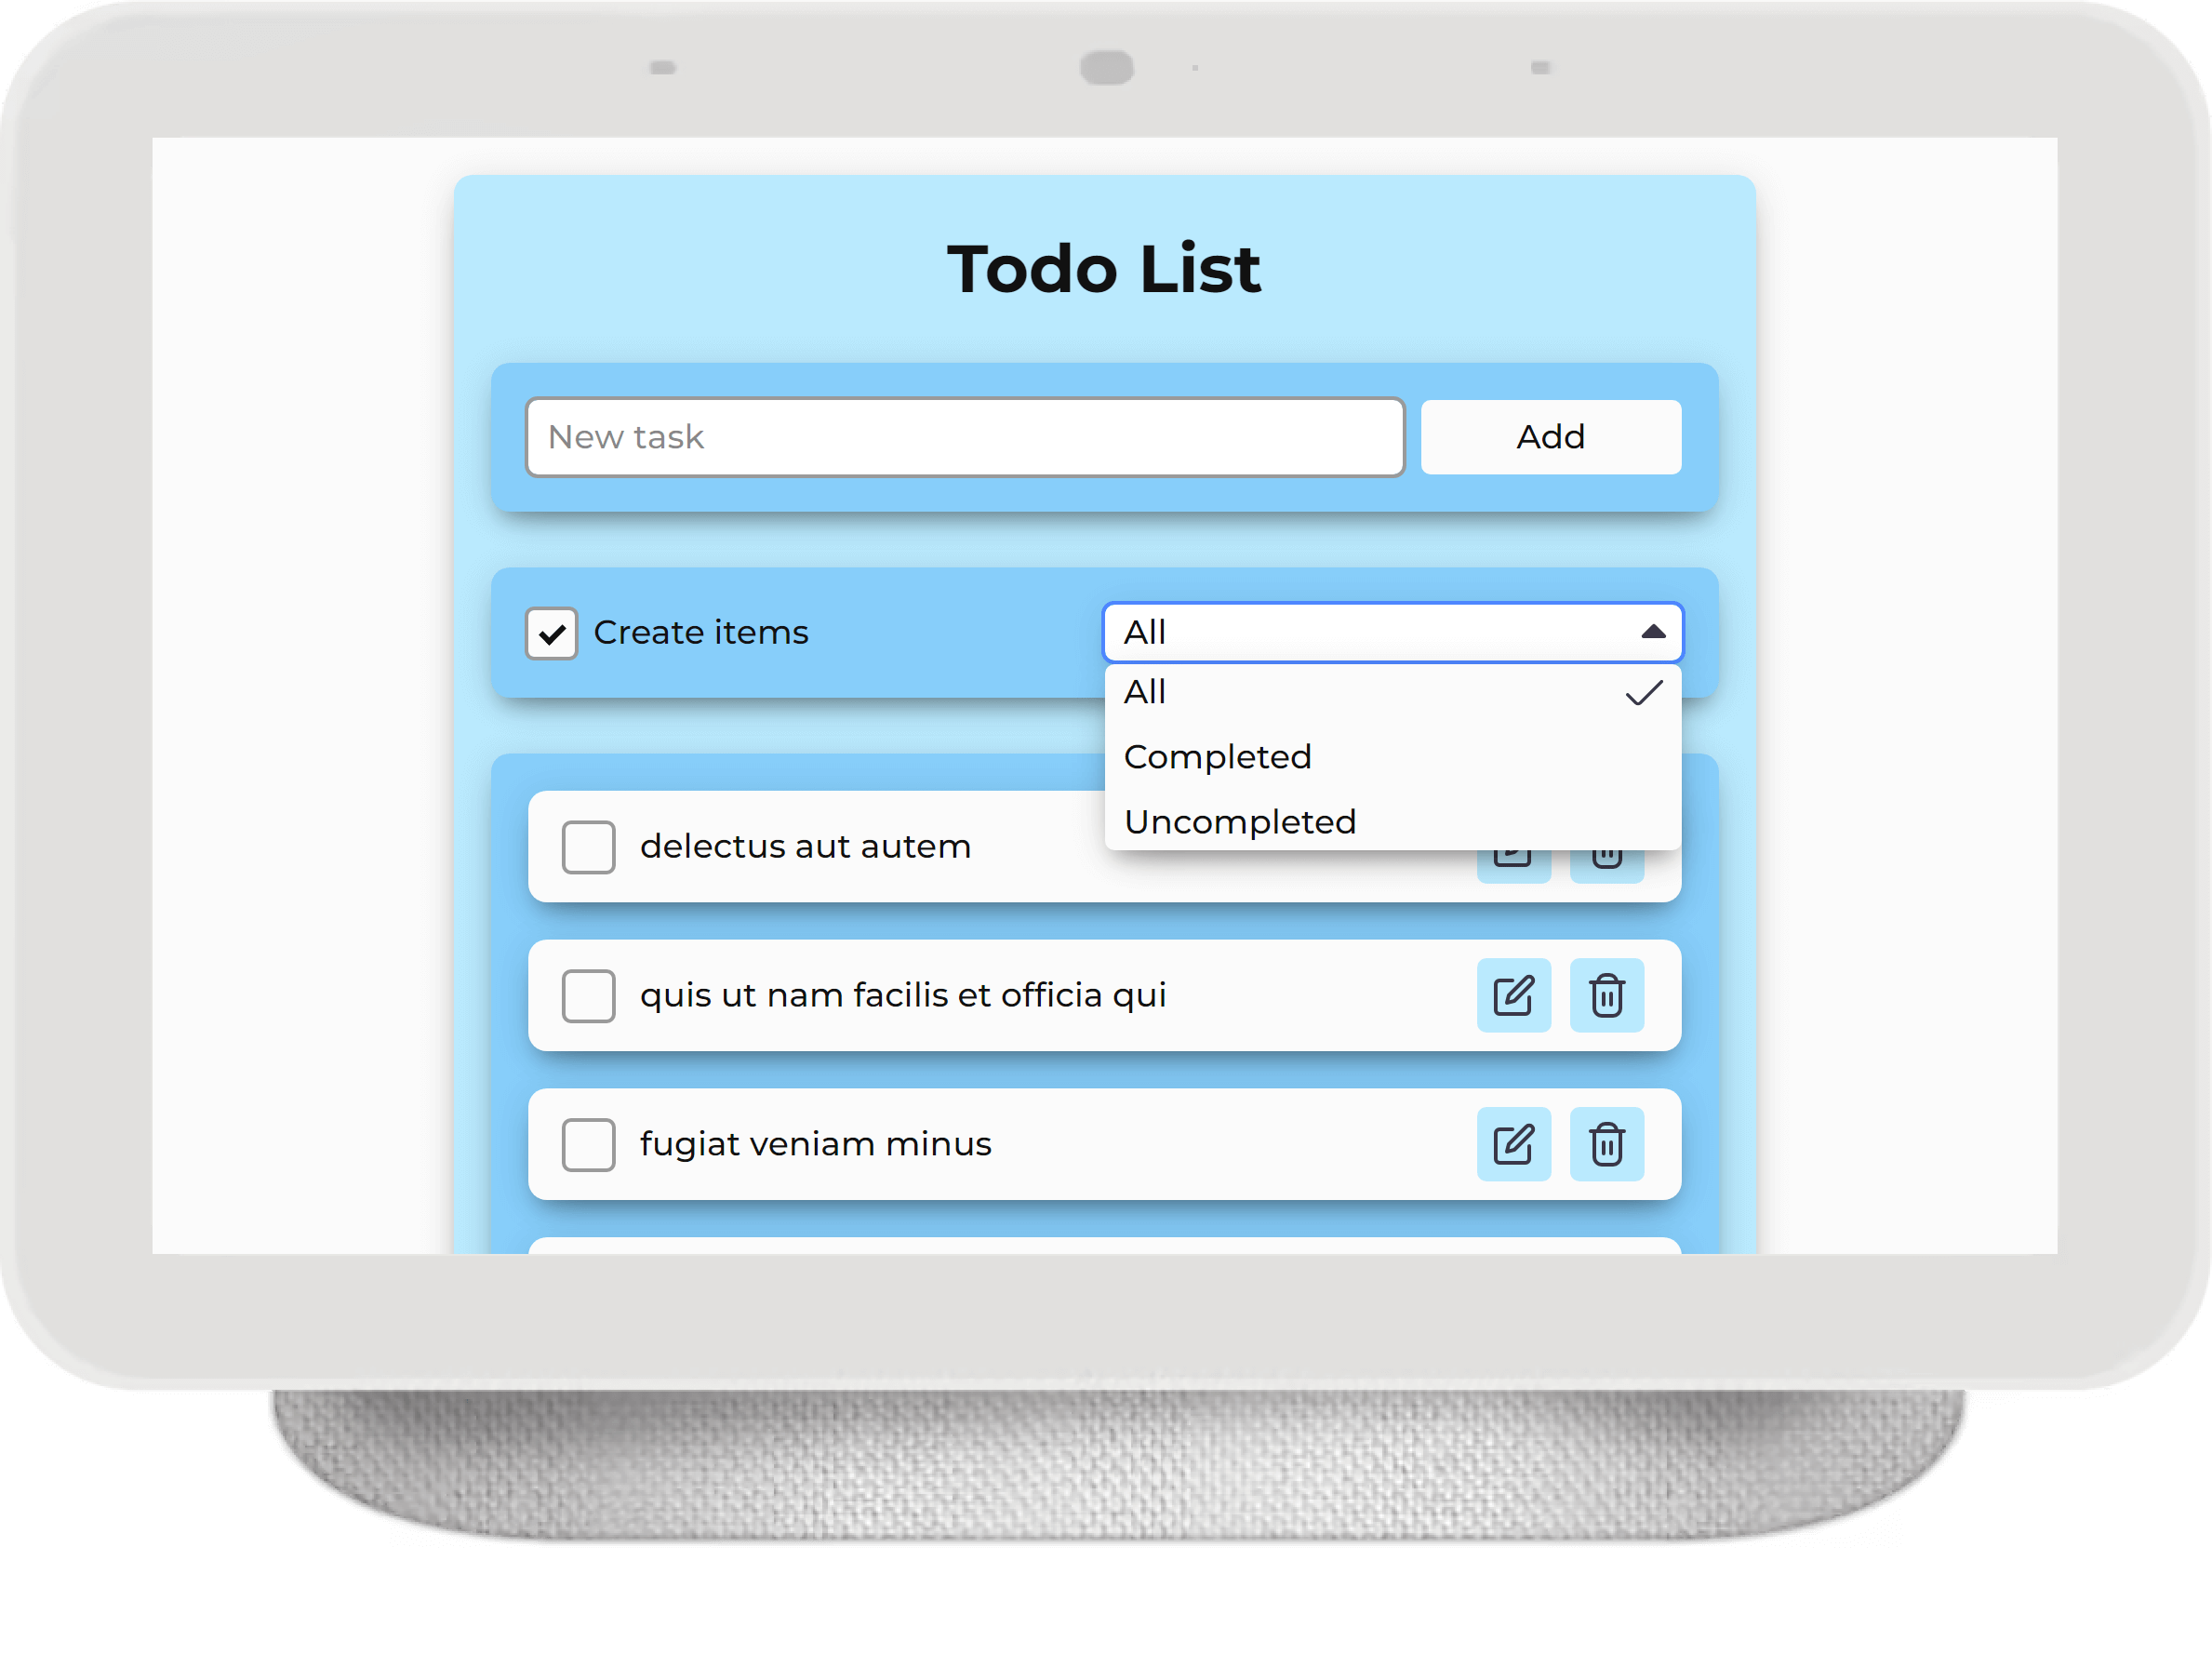 Todo List
New task
Add
Create items
All
All
Completed
Uncompleted
delectus aut autem
quis ut nam facilis et officia qui
fugiat veniam minus